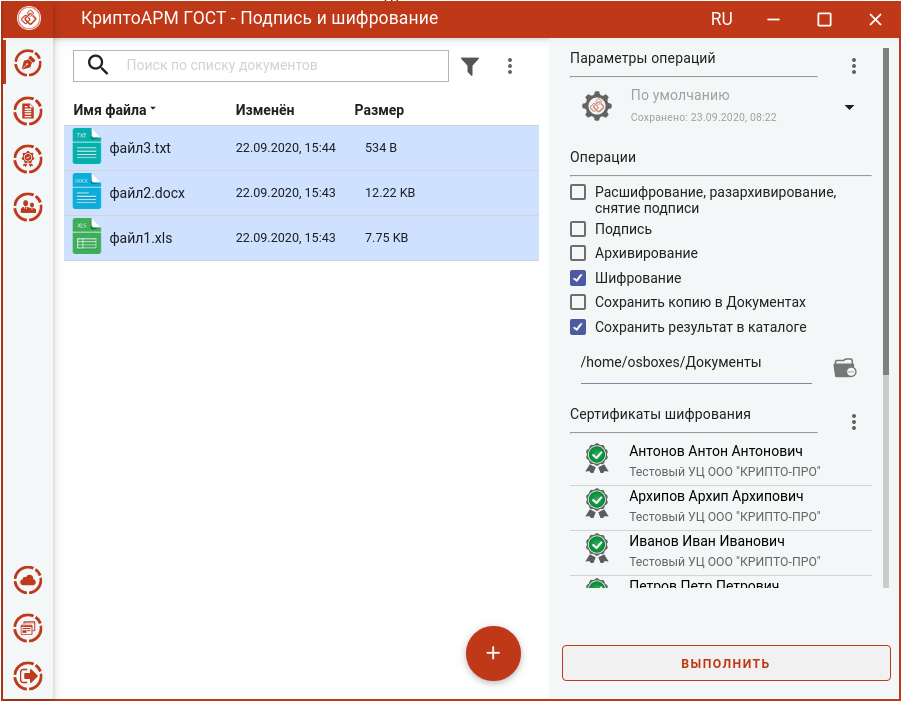 КриптоАРМ ГОСТ - Подпись и шифрование
RU
Поиск по списку документов
Имя файла
Изменён
Размер
TXT
файл3.txt
22.09.2020, 15:44
534 B
DOCX
файл2.docx
22.09.2020, 15:43
12.22 KB
XLS
файл1.xls
22.09.2020, 15:43
7.75 KB
Параметры операций
По умолчанию
Сохранено: 23.09.2020, 08:22
Операции
Расшифрование, разархивирование,
снятие подписи
Подпись
Архивирование
Шифрование
Сохранить копию в Документах
Сохранить результат в каталоге
/home/osboxes/Документы
Сертификаты шифрования
Антонов Антон Антонович
Тестовый УЦ ООО "КРИПТО-ПРО"
Архипов Архип Архипович
Тестовый УЦ ООО "КРИПТО-ПРО"
Иванов Иван Иванович
Тестовый УЦ ООО "КРИПТО-ПРО"
Петров Петр Петрович
ВЫПОЛНИТЬ